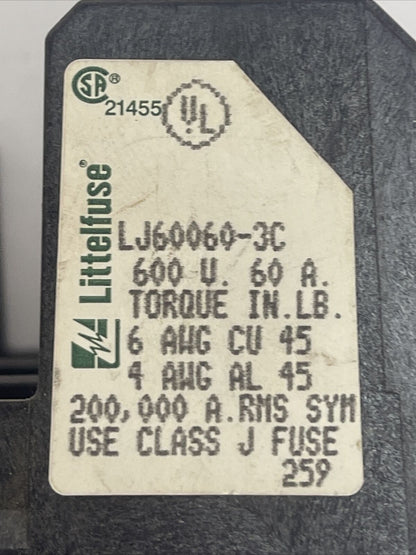 CSA®
21455
UL
Littelfuse®
LJ60060-3C
600 V. 60 A.
TORQUE IN.LB.
6 AWG CU 45
4 AWG AL 45
200,000 A.RMS SYM
USE CLASS J FUSE
259